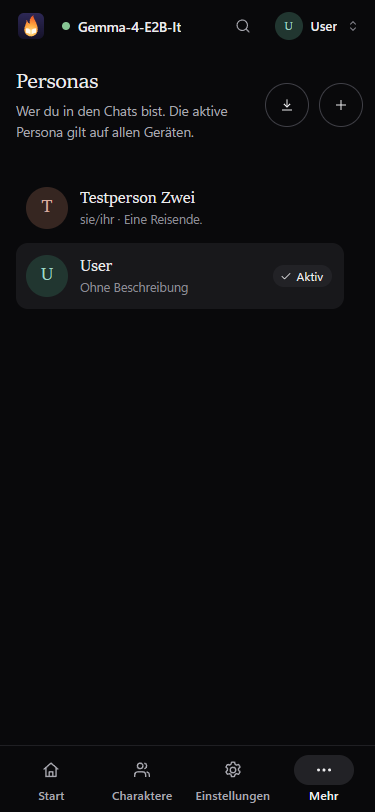 Gemma-4-E2B-It
U
User
Personas
Wer du in den Chats bist. Die aktive
Persona gilt auf allen Geräten.
T
Testperson Zwei
sie/ihr · Eine Reisende.
U
User
Ohne Beschreibung
Aktiv
Start
Charaktere
Einstellungen
Mehr